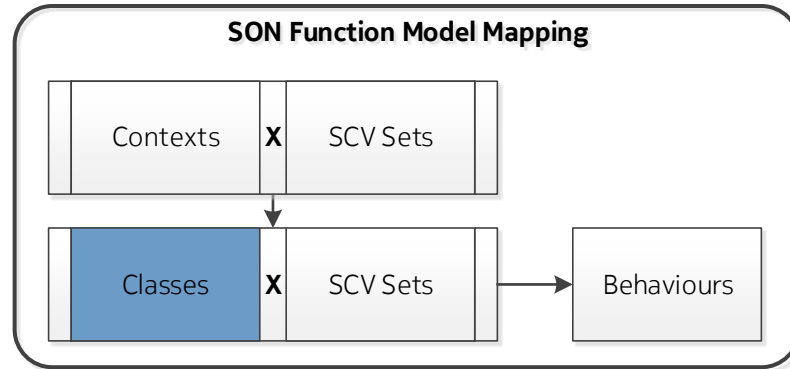 SON Function Model Mapping
Contexts X SCV Sets
Classes X SCV Sets Behaviours